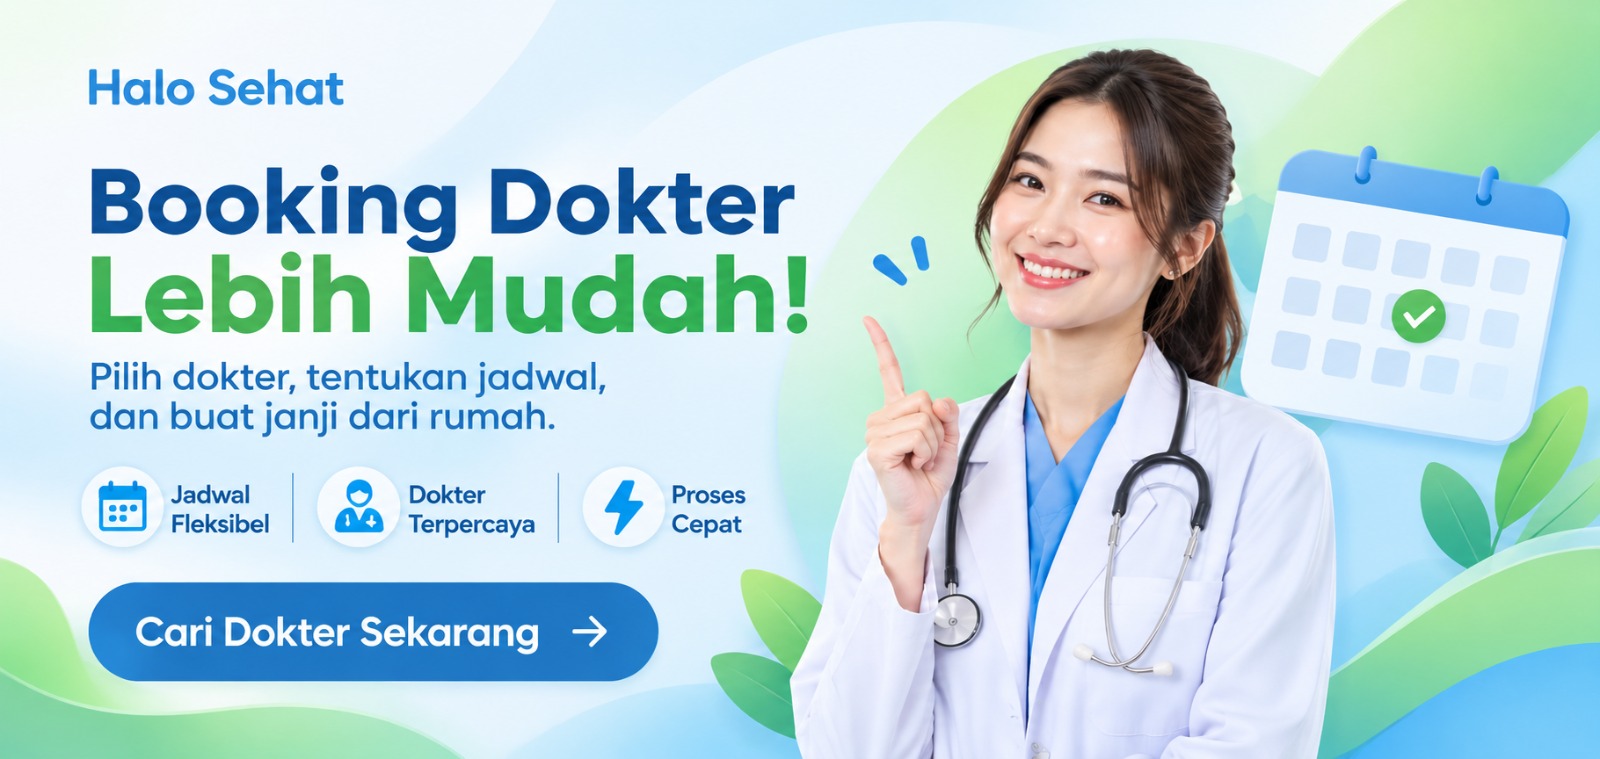 Halo Sehat
Booking Dokter
Lebih Mudah!
Pilih dokter, tentukan jadwal,
dan buat janji dari rumah.
Jadwal
Fleksibel
Dokter
Terpercaya
Proses
Cepat
Cari Dokter Sekarang